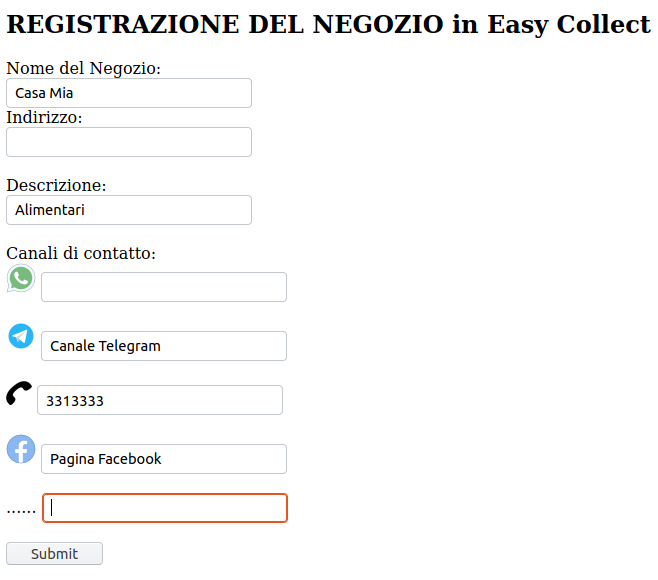 REGISTRAZIONE DEL NEGOZIO in Easy Collect
Nome del Negozio:
Casa Mia
Indirizzo:
Descrizione:
Alimentari
Canali di contatto:
Canale Telegram
3313333
Pagina Facebook
......
Submit